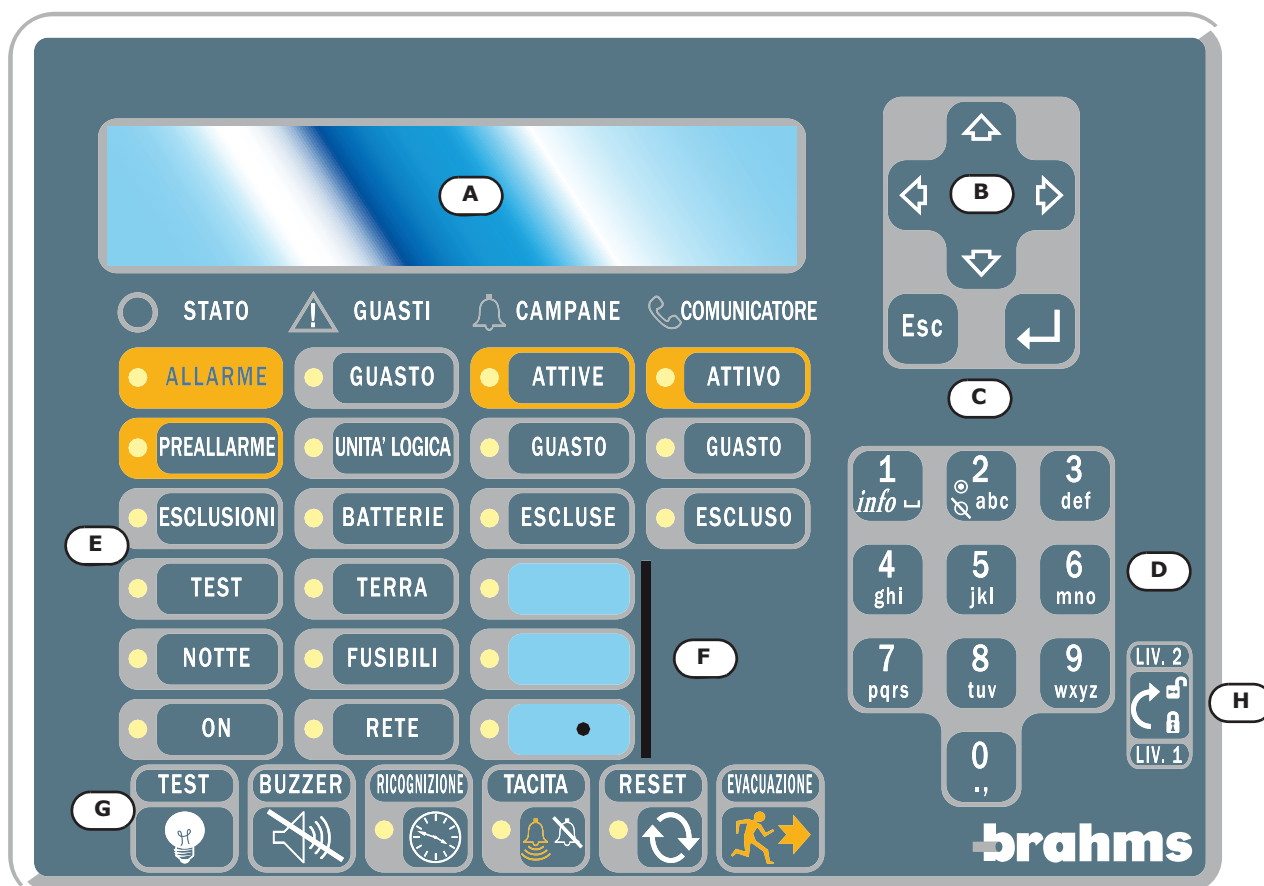 A
B
STATO GUASTI CAMPANE COMUNICATORE
Esc
ALLARME GUASTO ATTIVE ATTIVO
C
PREALLARME UNITA' LOGICA GUASTO GUASTO
1 2 3
info abc def
ESCLUSIONI BATTERIE ESCLUSE ESCLUSO
E
TEST TERRA
4 5 6
ghi jkl mno
D
NOTTE FUSIBILI
F
7 8 9
pqrs tuv wxyz
LIV. 2
H
ON RETE
LIV. 1
0
.,
TEST BUZZER RICOGNIZIONE TACITA RESET EVACUAZIONE
G
brahms